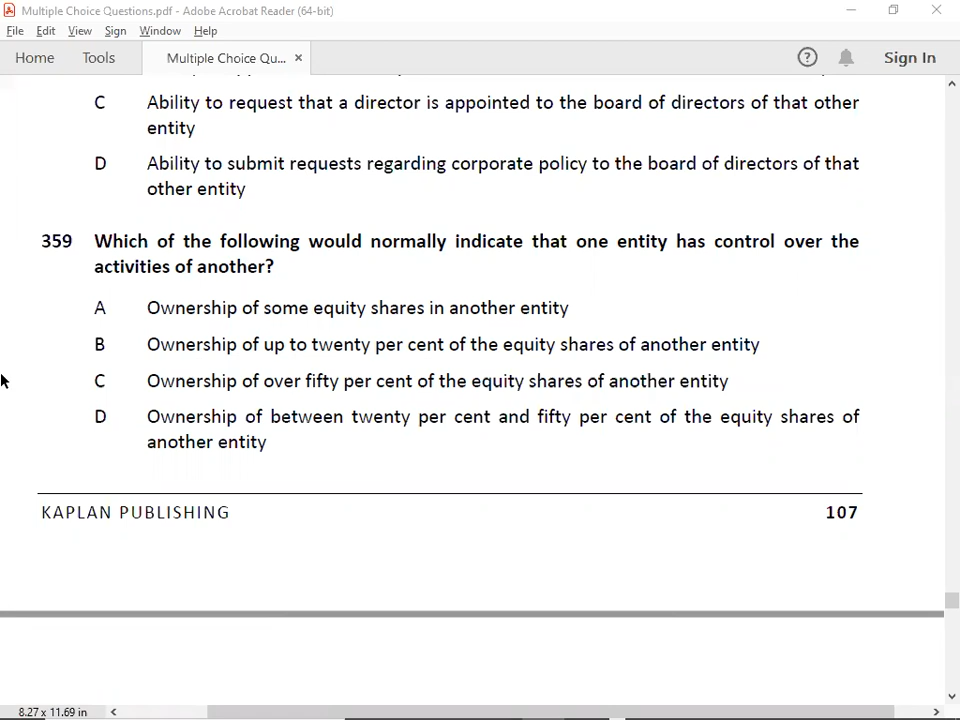 Multiple Choice Questions.pdf - Adobe Acrobat Reader (64-bit)
File Edit View Sign Window Help
Home Tools Multiple Choice Qu... × Sign In
C Ability to request that a director is appointed to the board of directors of that other
entity
D Ability to submit requests regarding corporate policy to the board of directors of that
other entity
359 Which of the following would normally indicate that one entity has control over the
activities of another?
A Ownership of some equity shares in another entity
B Ownership of up to twenty per cent of the equity shares of another entity
C Ownership of over fifty per cent of the equity shares of another entity
D Ownership of between twenty per cent and fifty per cent of the equity shares of
another entity
KAPLAN PUBLISHING 107
8.27 x 11.69 in